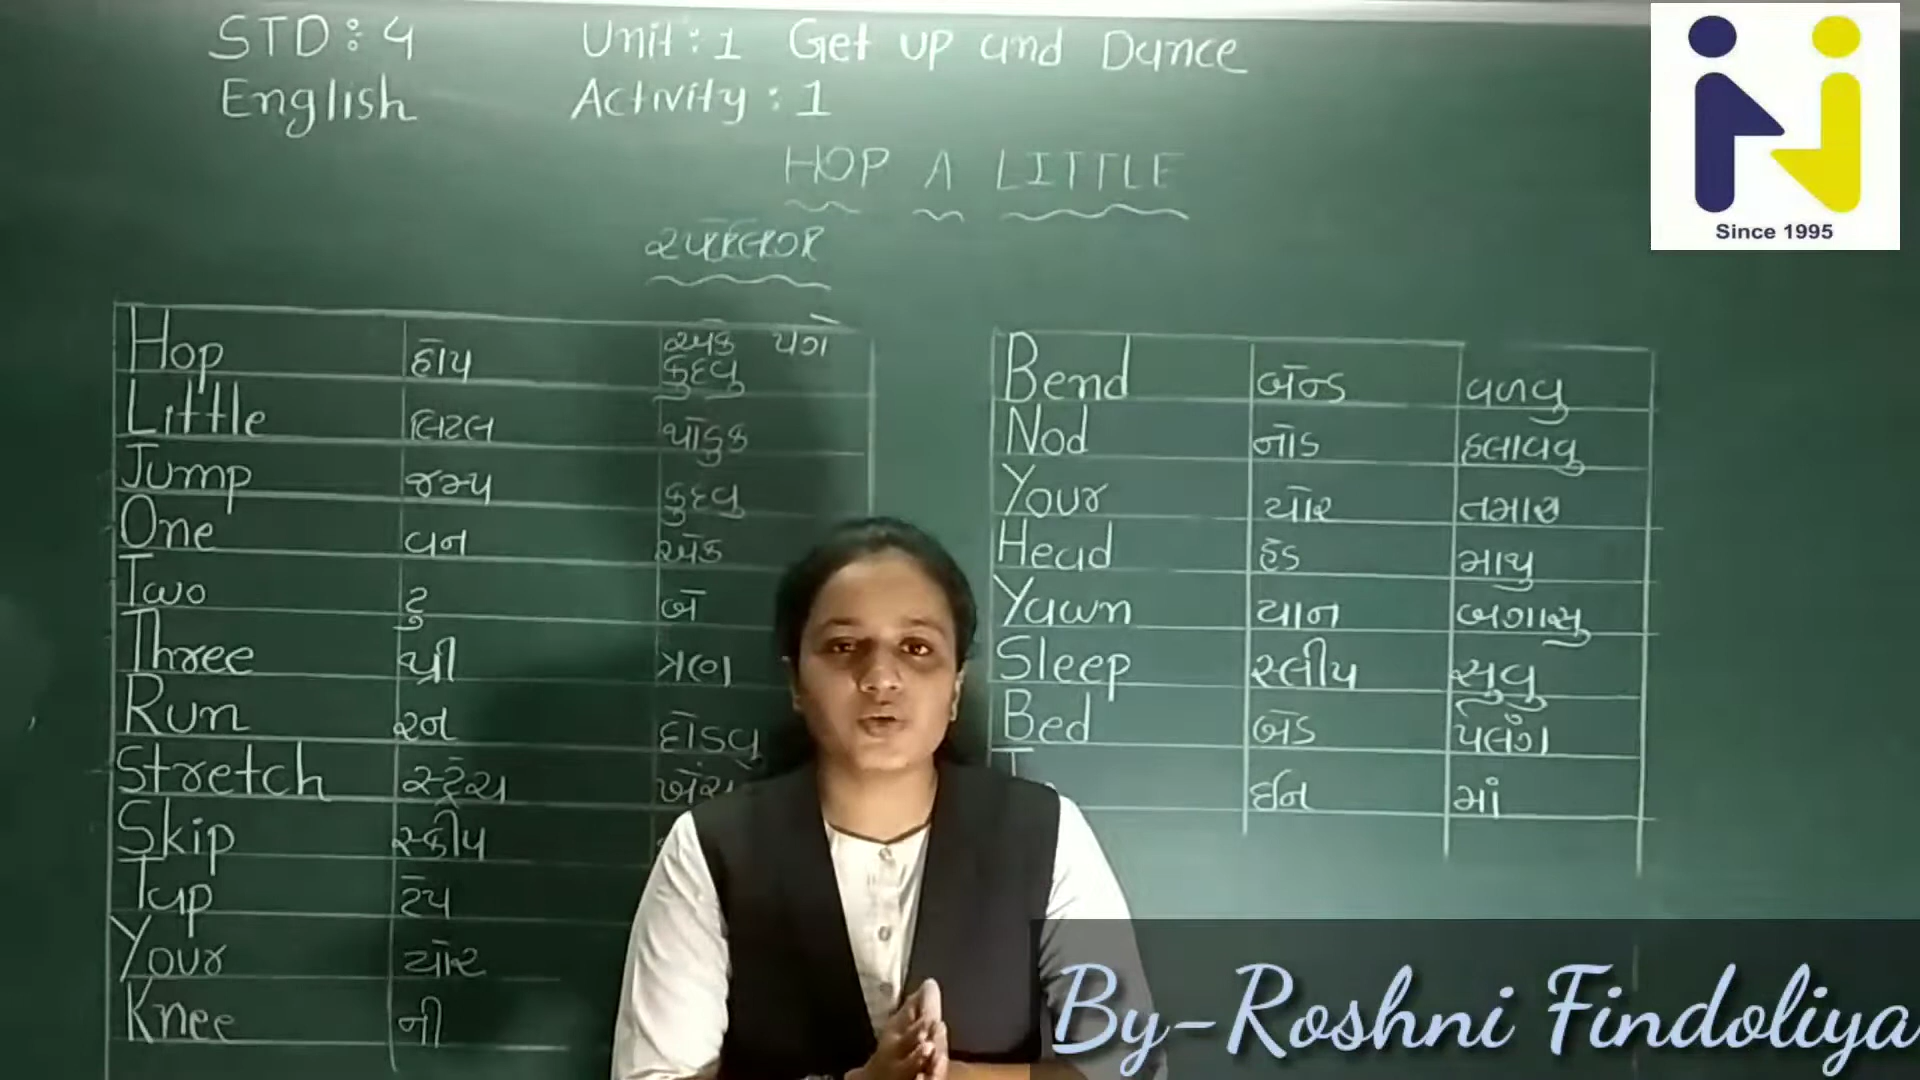 STD : 4 Unit : 1 Get up and Dance
English Activity : 1
HOP A LITTLE
સ્પેલિંગ
Hop હોપ એક પગે કુદવુ
Little લિટલ થોડુક
Jump જમ્પ કુદવુ
One વન એક
Two ટુ બે
Three થ્રી ત્રણ
Run રન દોડવુ
Stretch સ્ટ્રેચ
Skip સ્કીપ
Tap ટેપ
Your યોર
Knee ની
Bend બેન્ડ વળવુ
Nod નોડ હલાવવુ
Your યોર તમારુ
Head હેડ માથુ
Yawn યાન બગાસુ
Sleep સ્લીપ સુવુ
Bed બેડ પલંગ
ઈન માં
Since 1995
By-Roshni Findoliya